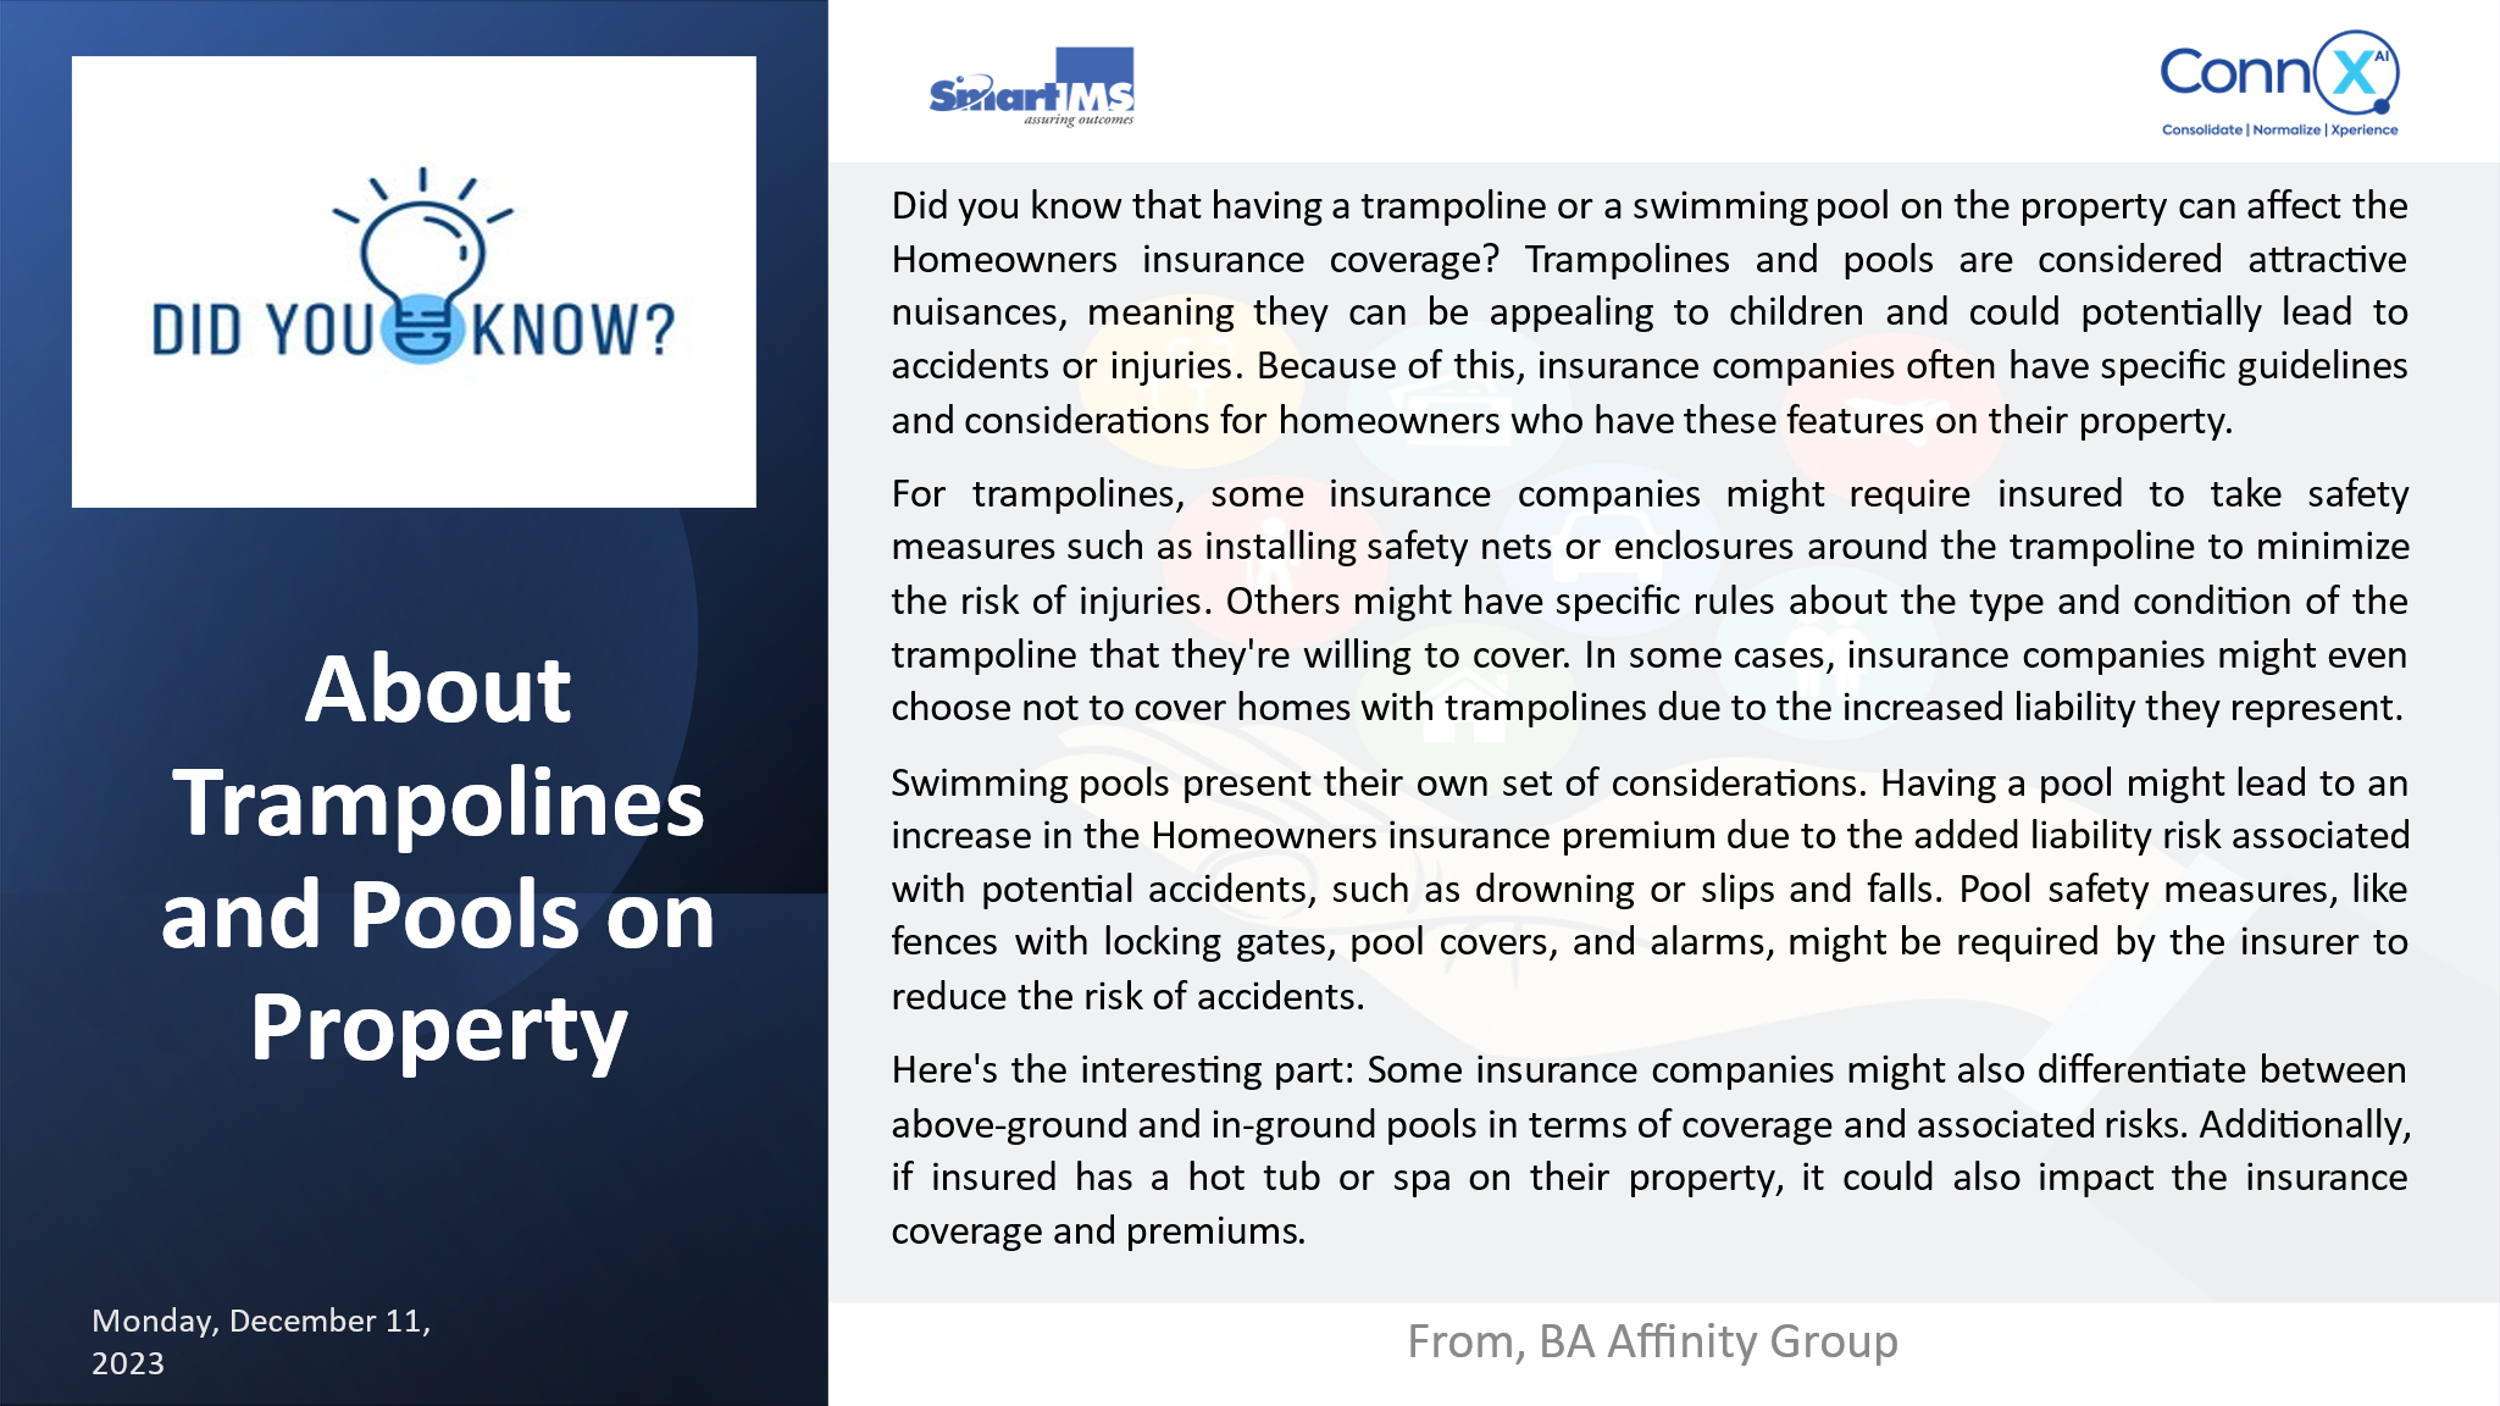 DID YOU KNOW?
About
Trampolines
and Pools on
Property
Monday, December 11,
2023
SmartIMS
assuring outcomes
ConnX AI
Consolidate | Normalize | Xperience
Did you know that having a trampoline or a swimming pool on the property can affect the
Homeowners insurance coverage? Trampolines and pools are considered attractive
nuisances, meaning they can be appealing to children and could potentially lead to
accidents or injuries. Because of this, insurance companies often have specific guidelines
and considerations for homeowners who have these features on their property.
For trampolines, some insurance companies might require insured to take safety
measures such as installing safety nets or enclosures around the trampoline to minimize
the risk of injuries. Others might have specific rules about the type and condition of the
trampoline that they're willing to cover. In some cases, insurance companies might even
choose not to cover homes with trampolines due to the increased liability they represent.
Swimming pools present their own set of considerations. Having a pool might lead to an
increase in the Homeowners insurance premium due to the added liability risk associated
with potential accidents, such as drowning or slips and falls. Pool safety measures, like
fences with locking gates, pool covers, and alarms, might be required by the insurer to
reduce the risk of accidents.
Here's the interesting part: Some insurance companies might also differentiate between
above-ground and in-ground pools in terms of coverage and associated risks. Additionally,
if insured has a hot tub or spa on their property, it could also impact the insurance
coverage and premiums.
From, BA Affinity Group